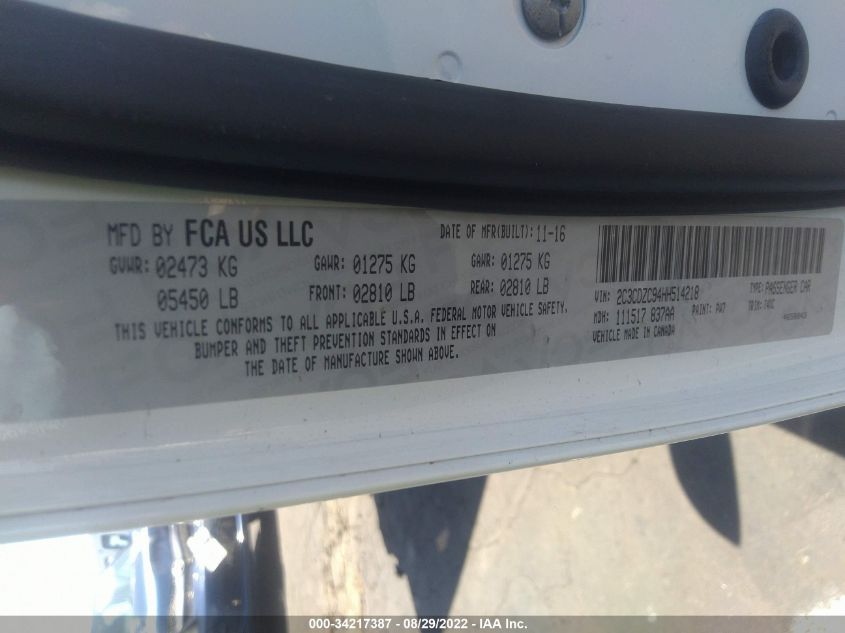 MFD BY FCA US LLC
DATE OF MFR(BUILT): 11-16
GVWR: 02473 KG GAWR: 01275 KG GAWR: 01275 KG
05450 LB FRONT: 02810 LB REAR: 02810 LB
THIS VEHICLE CONFORMS TO ALL APPLICABLE U.S.A. FEDERAL MOTOR VEHICLE SAFETY,
BUMPER AND THEFT PREVENTION STANDARDS IN EFFECT ON
THE DATE OF MANUFACTURE SHOWN ABOVE.
VIN: 2C3CDZC94HH514218 TYPE: PASSENGER CAR
MDH: 111517 837AA PAINT: PW7 TRIM:
VEHICLE MADE IN CANADA
000-34217387 - 08/29/2022 - IAA Inc.